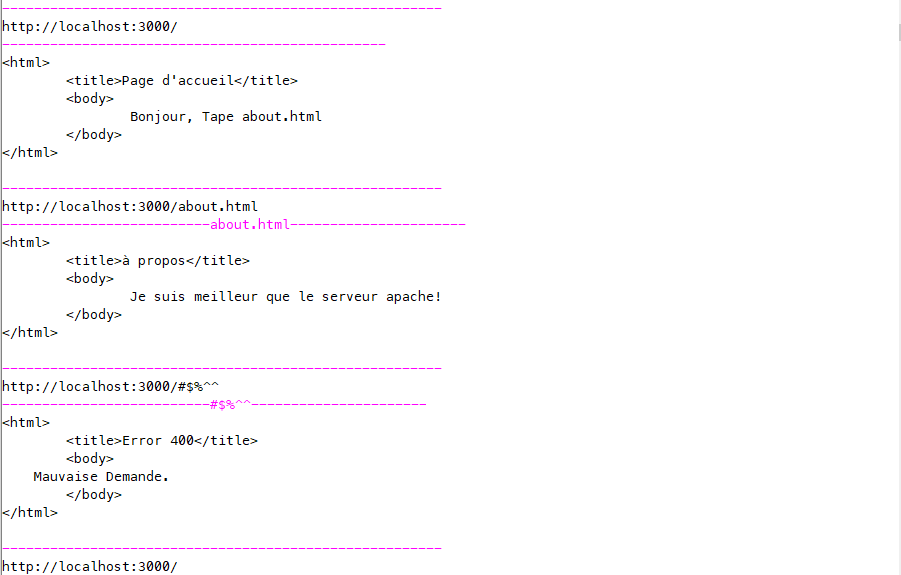 -------------------------------------------------------
http://localhost:3000/
------------------------------------------------
<html>
	<title>Page d'accueil</title>
	<body>
		Bonjour, Tape about.html
	</body>
</html>
-------------------------------------------------------
http://localhost:3000/about.html
--------------------------about.html----------------------
<html>
	<title>à propos</title>
	<body>
		Je suis meilleur que le serveur apache!
	</body>
</html>
-------------------------------------------------------
http://localhost:3000/#$%^^
--------------------------#$%^^----------------------
<html>
	<title>Error 400</title>
	<body>
    Mauvaise Demande.
	</body>
</html>
-------------------------------------------------------
http://localhost:3000/